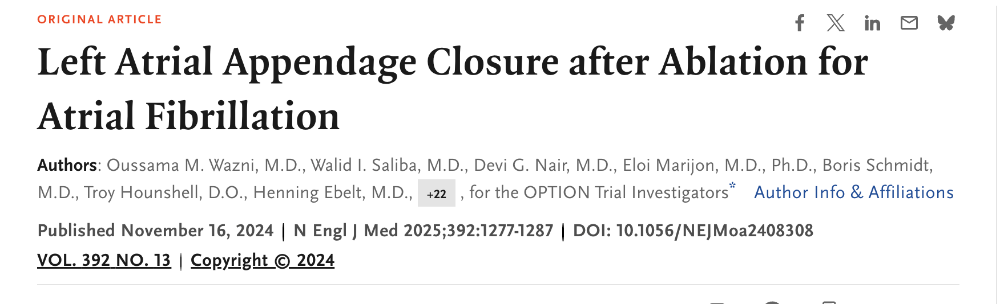 ORIGINAL ARTICLE
Left Atrial Appendage Closure after Ablation for
Atrial Fibrillation
Authors: Oussama M. Wazni, M.D., Walid I. Saliba, M.D., Devi G. Nair, M.D., Eloi Marijon, M.D., Ph.D., Boris Schmidt,
M.D., Troy Hounshell, D.O., Henning Ebelt, M.D., +22 , for the OPTION Trial Investigators* Author Info & Affiliations
Published November 16, 2024 | N Engl J Med 2025;392:1277-1287 | DOI: 10.1056/NEJMoa2408308
VOL. 392 NO. 13 | Copyright © 2024